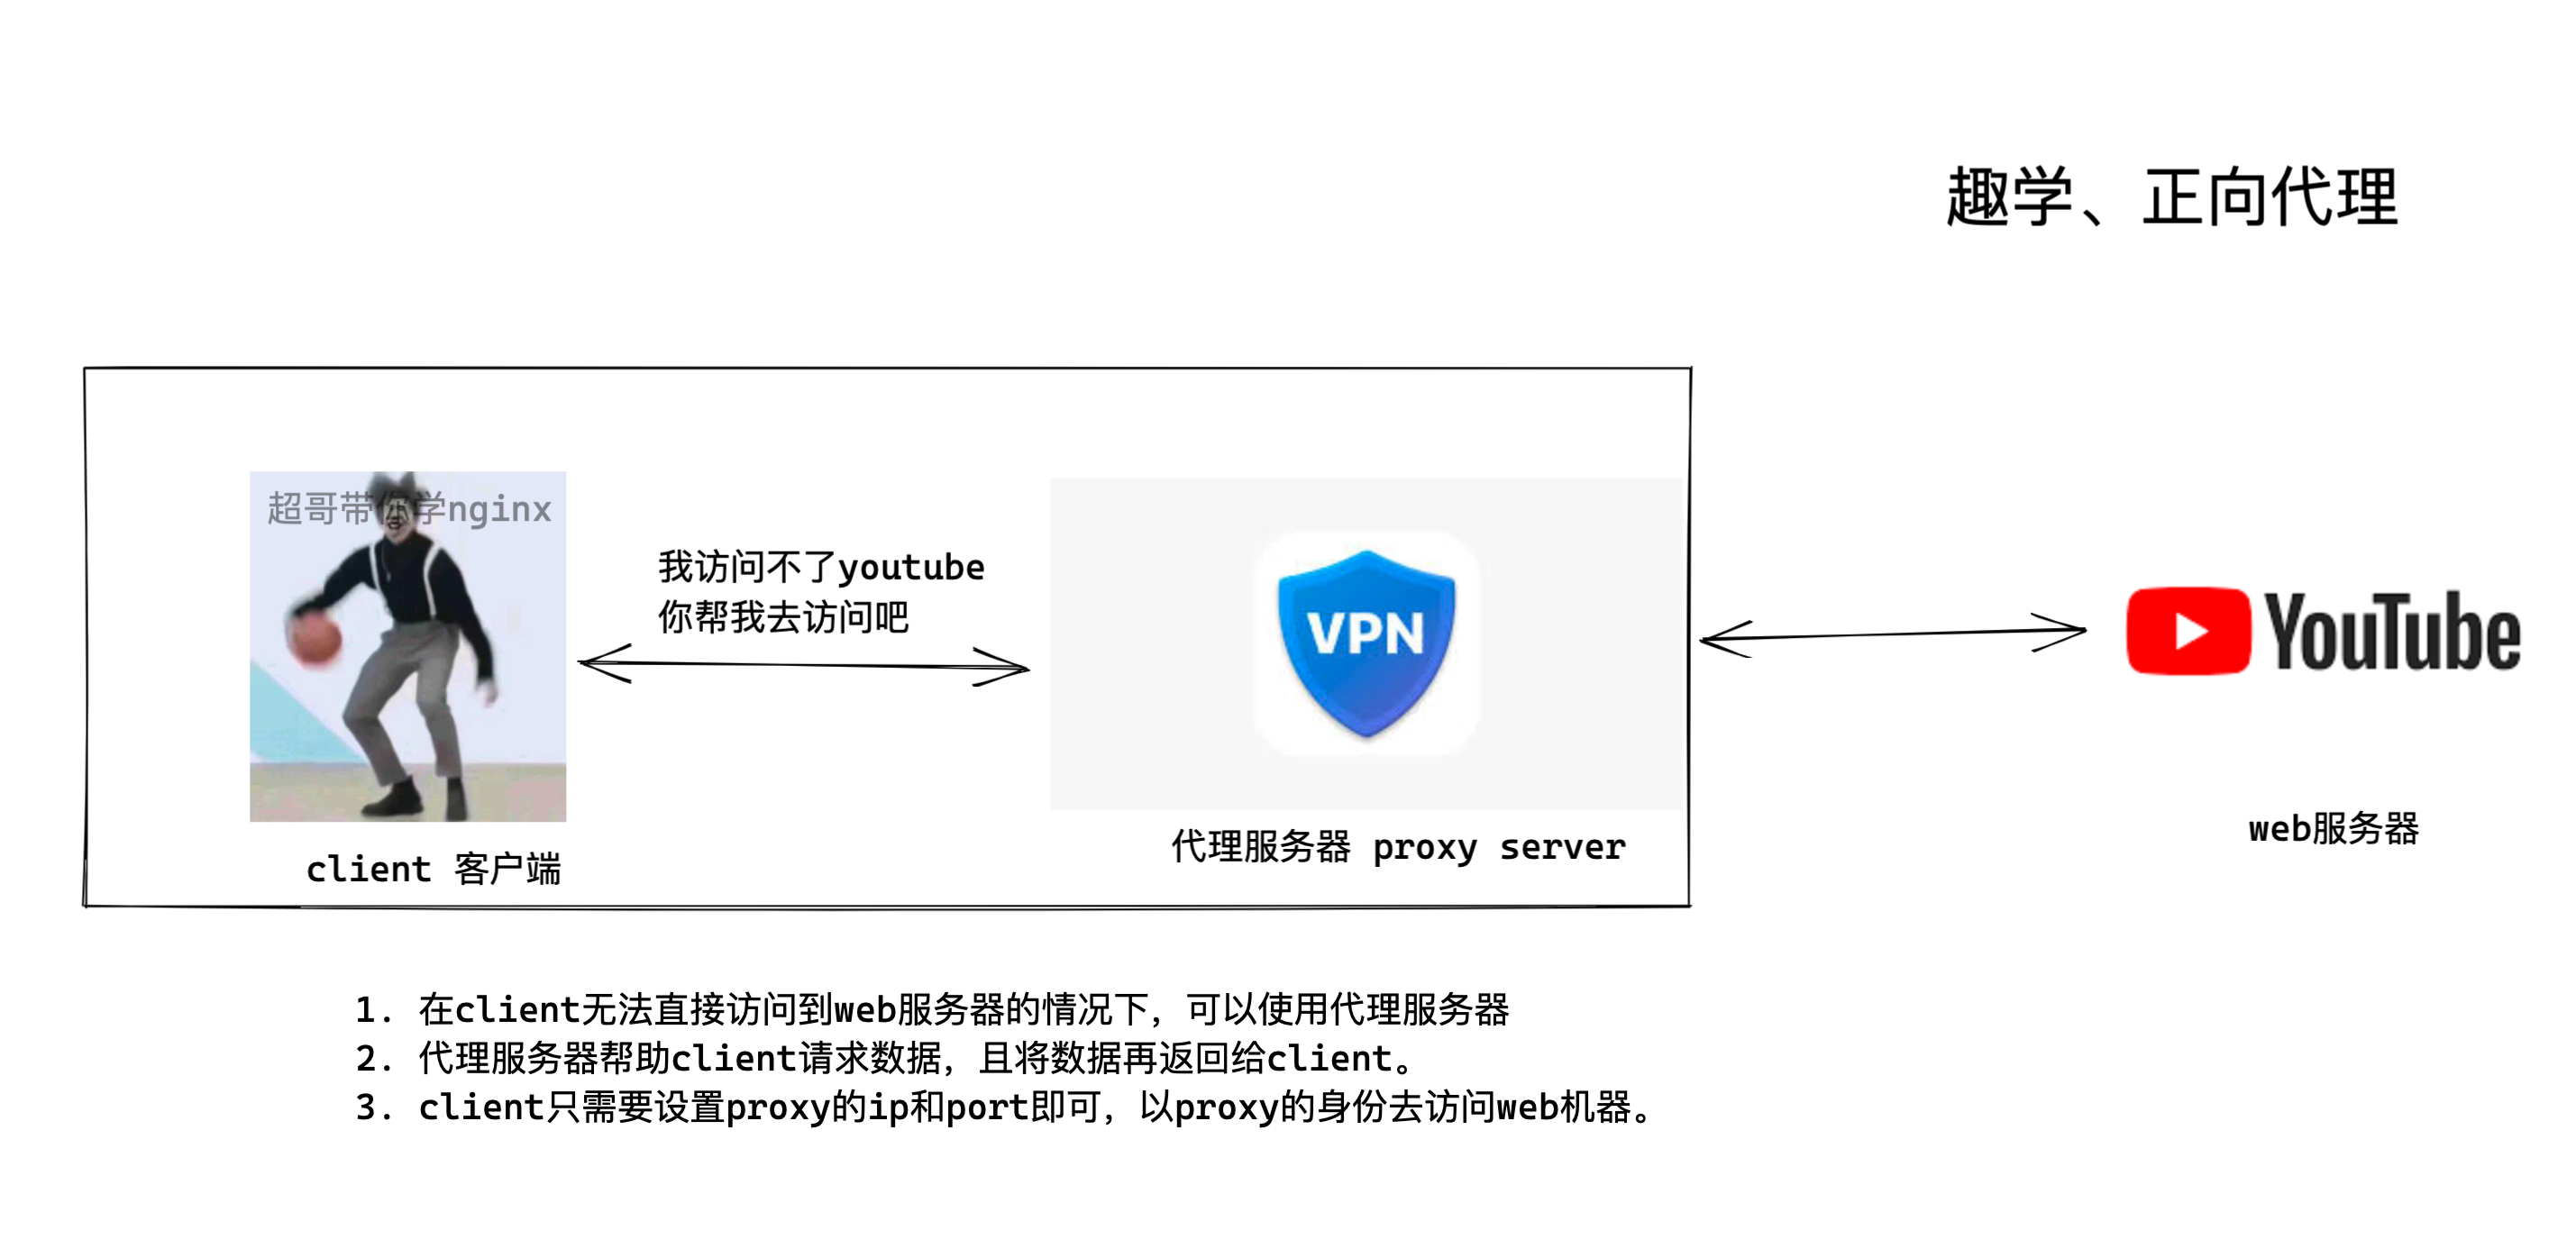 趣学、正向代理
超哥带你学nginx
我访问不了youtube
你帮我去访问吧
VPN
YouTube
client 客户端
代理服务器 proxy server
web服务器
1. 在client无法直接访问到web服务器的情况下，可以使用代理服务器
2. 代理服务器帮助client请求数据，且将数据再返回给client。
3. client只需要设置proxy的ip和port即可，以proxy的身份去访问web机器。